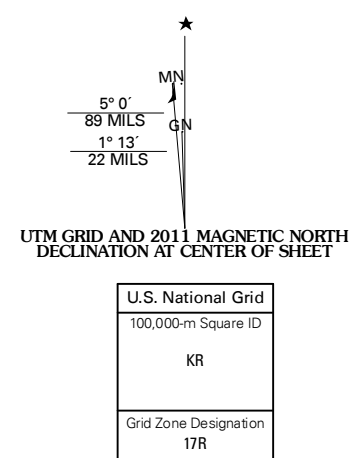 ★
MN
5° 0´
89 MILS
GN
1° 13´
22 MILS
UTM GRID AND 2011 MAGNETIC NORTH
DECLINATION AT CENTER OF SHEET
U.S. National Grid
100,000-m Square ID
KR
Grid Zone Designation
17R